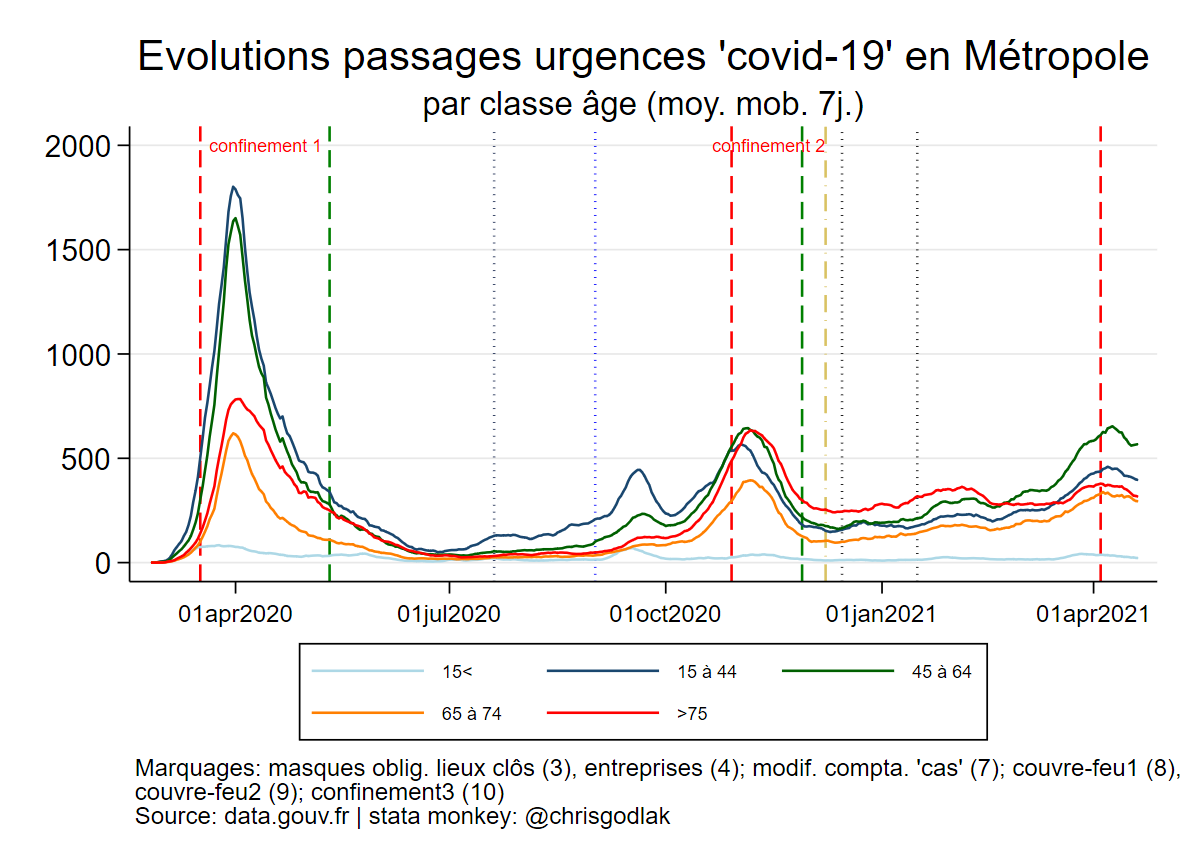 Evolutions passages urgences 'covid-19' en Métropole
par classe âge (moy. mob. 7j.)
2000
confinement 1
confinement 2
1500
1000
500
0
01apr2020
01jul2020
01oct2020
01jan2021
01apr2021
15<
15 à 44
45 à 64
65 à 74
>75
Marquages: masques oblig. lieux clôs (3), entreprises (4); modif. compta. 'cas' (7); couvre-feu1 (8),
couvre-feu2 (9); confinement3 (10)
Source: data.gouv.fr | stata monkey: @chrisgodlak